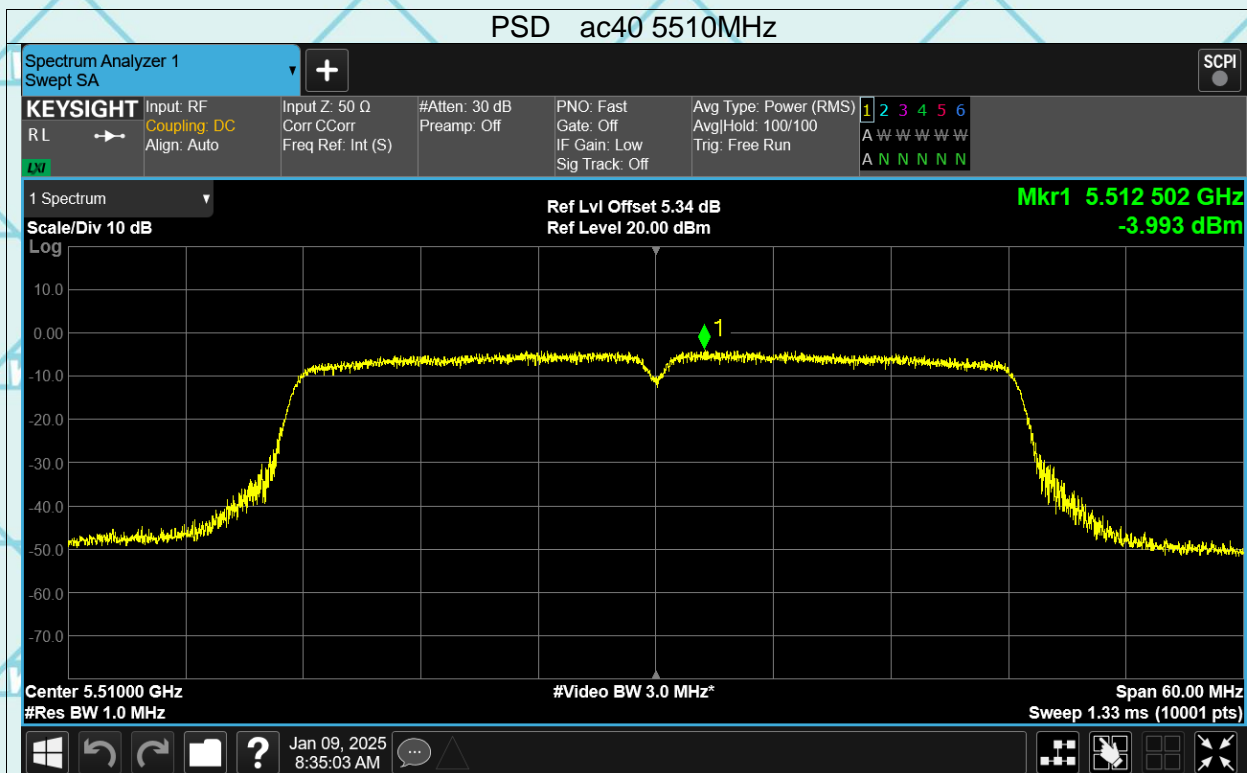 PSD ac40 5510MHz
Spectrum Analyzer 1
Swept SA
SCPI
KEYSIGHT
R L
LXI
Input: RF
Coupling: DC
Align: Auto
Input Z: 50 Ω
Corr CCorr
Freq Ref: Int (S)
#Atten: 30 dB
Preamp: Off
PNO: Fast
Gate: Off
IF Gain: Low
Sig Track: Off
Avg Type: Power (RMS)
Avg|Hold: 100/100
Trig: Free Run
1 2 3 4 5 6
A W W W W W
A N N N N N
1 Spectrum
Scale/Div 10 dB
Log
Ref Lvl Offset 5.34 dB
Ref Level 20.00 dBm
Mkr1 5.512 502 GHz
-3.993 dBm
10.0
0.00
1
-10.0
-20.0
-30.0
-40.0
-50.0
-60.0
-70.0
Center 5.51000 GHz
#Res BW 1.0 MHz
#Video BW 3.0 MHz*
Span 60.00 MHz
Sweep 1.33 ms (10001 pts)
?
Jan 09, 2025
8:35:03 AM